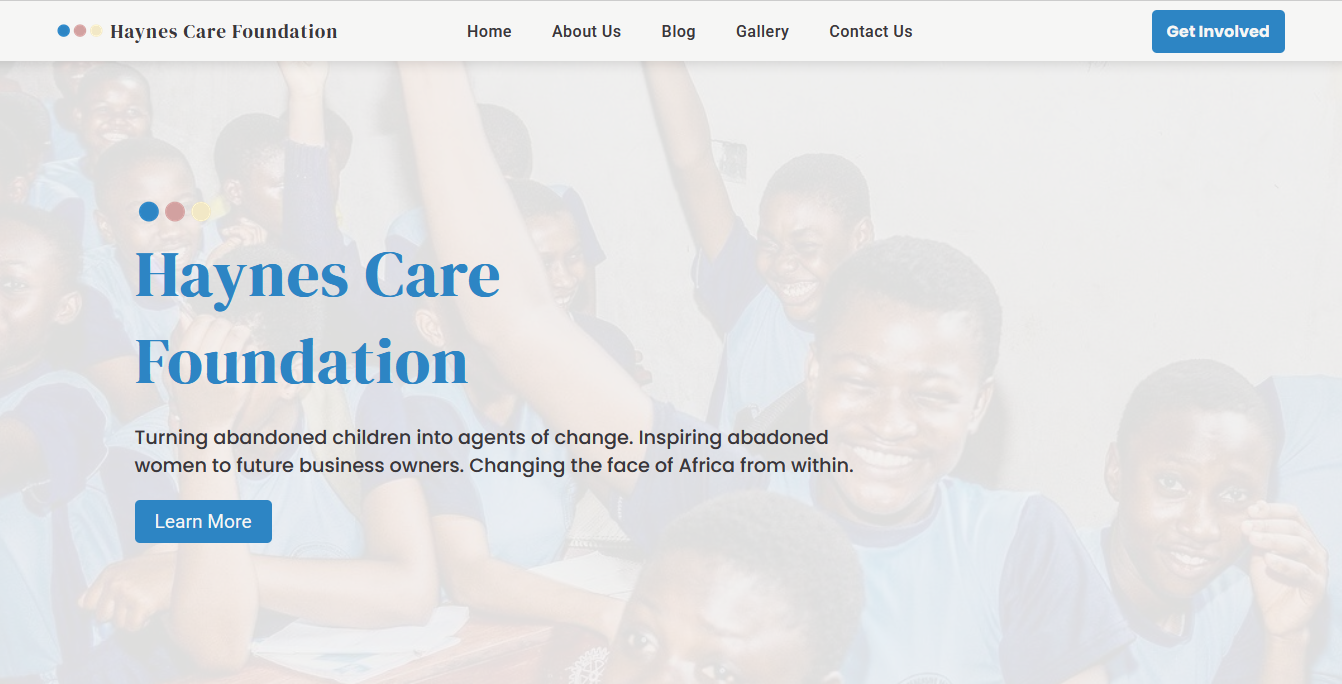 Haynes Care Foundation
Home
About Us
Blog
Gallery
Contact Us
Get Involved
Haynes Care
Foundation
Turning abandoned children into agents of change. Inspiring abadoned
women to future business owners. Changing the face of Africa from within.
Learn More